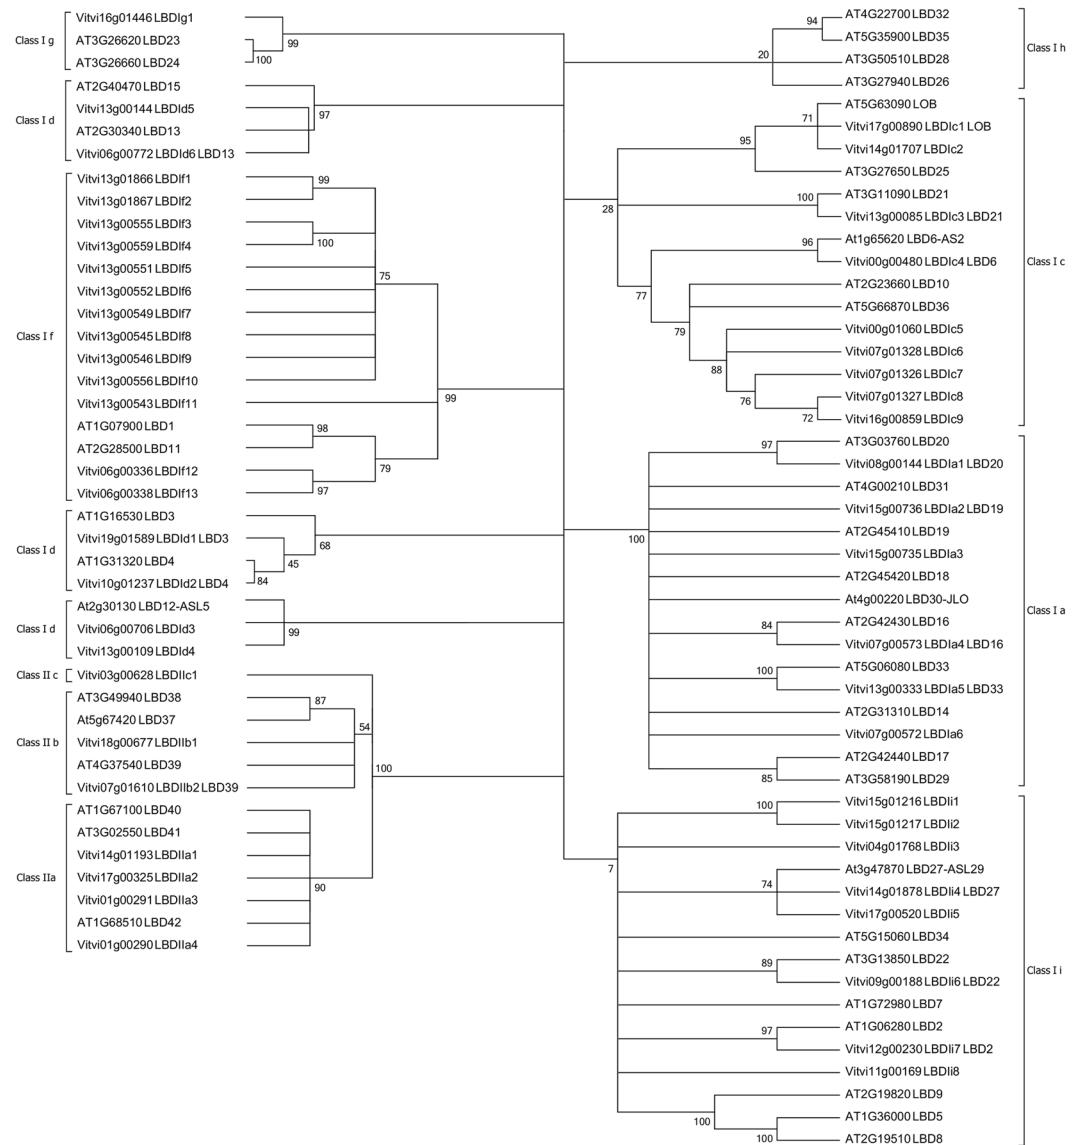 Class I g
Vitvi16g01446 LBDIg1
AT3G26620 LBD23
AT3G26660 LBD24
99
100
Class I d
AT2G40470 LBD15
Vitvi13g00144 LBDId5
AT2G30340 LBD13
Vitvi06g00772 LBDId6 LBD13
97
Class I f
Vitvi13g01866 LBDIf1
Vitvi13g01867 LBDIf2
Vitvi13g00555 LBDIf3
Vitvi13g00559 LBDIf4
Vitvi13g00551 LBDIf5
Vitvi13g00552 LBDIf6
Vitvi13g00549 LBDIf7
Vitvi13g00545 LBDIf8
Vitvi13g00546 LBDIf9
Vitvi13g00556 LBDIf10
Vitvi13g00543 LBDIf11
AT1G07900 LBD1
AT2G28500 LBD11
Vitvi06g00336 LBDIf12
Vitvi06g00338 LBDIf13
99
100
75
99
98
79
97
Class I d
AT1G16530 LBD3
Vitvi19g01589 LBDId1 LBD3
AT1G31320 LBD4
Vitvi10g01237 LBDId2 LBD4
68
45
84
Class I d
At2g30130 LBD12-ASL5
Vitvi06g00706 LBDId3
Vitvi13g00109 LBDId4
99
Class II c
Vitvi03g00628 LBDIIc1
Class II b
AT3G49940 LBD38
At5g67420 LBD37
Vitvi18g00677 LBDIIb1
AT4G37540 LBD39
Vitvi07g01610 LBDIIb2 LBD39
87
54
100
Class IIa
AT1G67100 LBD40
AT3G02550 LBD41
Vitvi14g01193 LBDIIa1
Vitvi17g00325 LBDIIa2
Vitvi01g00291 LBDIIa3
AT1G68510 LBD42
Vitvi01g00290 LBDIIa4
90
94
20
AT4G22700 LBD32
AT5G35900 LBD35
AT3G50510 LBD28
AT3G27940 LBD26
Class I h
71
95
28
100
96
77
79
88
76
72
AT5G63090 LOB
Vitvi17g00890 LBDIc1 LOB
Vitvi14g01707 LBDIc2
AT3G27650 LBD25
AT3G11090 LBD21
Vitvi13g00085 LBDIc3 LBD21
At1g65620 LBD6-AS2
Vitvi00g00480 LBDIc4 LBD6
AT2G23660 LBD10
AT5G66870 LBD36
Vitvi00g01060 LBDIc5
Vitvi07g01328 LBDIc6
Vitvi07g01326 LBDIc7
Vitvi07g01327 LBDIc8
Vitvi16g00859 LBDIc9
Class I c
97
100
84
100
85
AT3G03760 LBD20
Vitvi08g00144 LBDIa1 LBD20
AT4G00210 LBD31
Vitvi15g00736 LBDIa2 LBD19
AT2G45410 LBD19
Vitvi15g00735 LBDIa3
AT2G45420 LBD18
At4g00220 LBD30-JLO
AT2G42430 LBD16
Vitvi07g00573 LBDIa4 LBD16
AT5G06080 LBD33
Vitvi13g00333 LBDIa5 LBD33
AT2G31310 LBD14
Vitvi07g00572 LBDIa6
AT2G42440 LBD17
AT3G58190 LBD29
Class I a
100
7
74
89
97
100
100
Vitvi15g01216 LBDIi1
Vitvi15g01217 LBDIi2
Vitvi04g01768 LBDIi3
At3g47870 LBD27-ASL29
Vitvi14g01878 LBDIi4 LBD27
Vitvi17g00520 LBDIi5
AT5G15060 LBD34
AT3G13850 LBD22
Vitvi09g00188 LBDIi6 LBD22
AT1G72980 LBD7
AT1G06280 LBD2
Vitvi12g00230 LBDIi7 LBD2
Vitvi11g00169 LBDIi8
AT2G19820 LBD9
AT1G36000 LBD5
AT2G19510 LBD8
Class I i